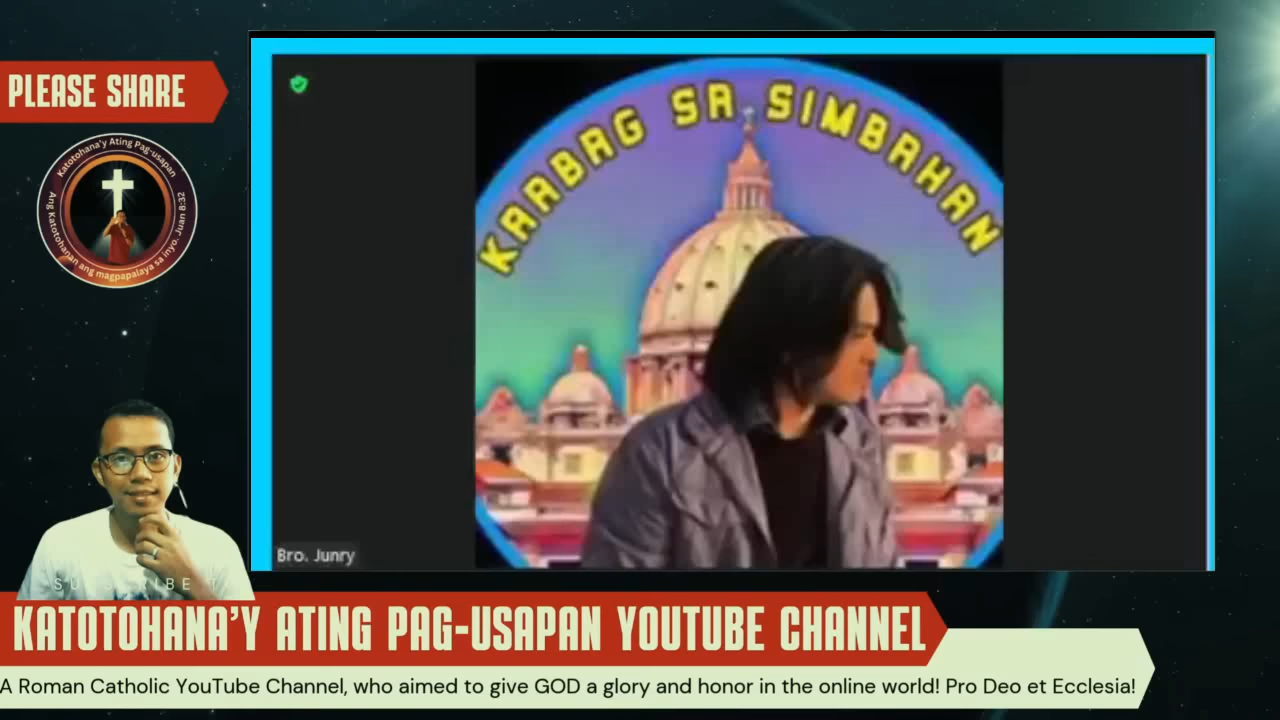 PLEASE SHARE
Katotohana'y Ating Pag-usapan
Ang Katotohanan ang magpapalaya sa inyo. Juan 8:32
KAABAG SA SIMBAHAN
Bro. Junry
KATOTOHANA'Y ATING PAG-USAPAN YOUTUBE CHANNEL
A Roman Catholic YouTube Channel, who aimed to give GOD a glory and honor in the online world! Pro Deo et Ecclesia!